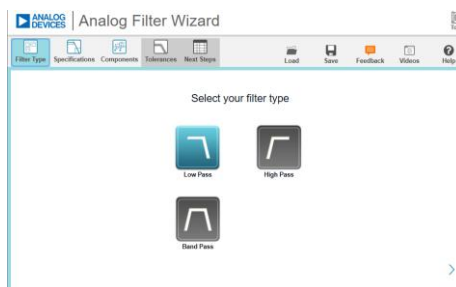 ANALOG DEVICES
Analog Filter Wizard
Filter Type Specifications Components Tolerances Next Steps Load Save Feedback Videos Help
Select your filter type
Low Pass High Pass
Band Pass